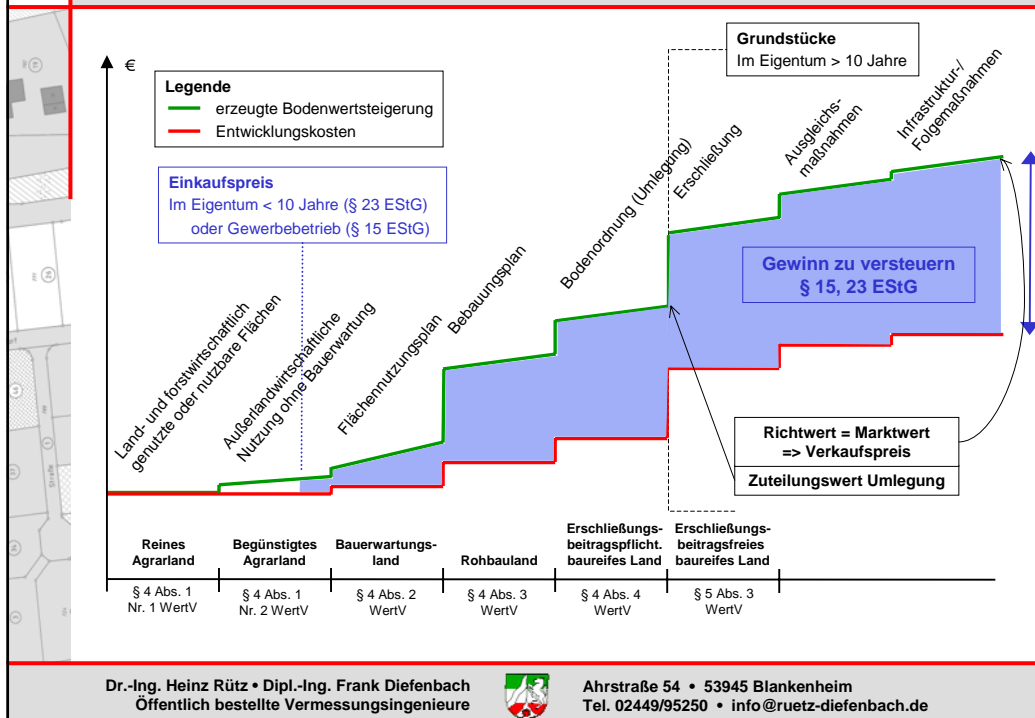 €
Legende
erzeugte Bodenwertsteigerung
Entwicklungskosten
Grundstücke
Im Eigentum > 10 Jahre
Einkaufspreis
Im Eigentum < 10 Jahre (§ 23 EStG)
oder Gewerbebetrieb (§ 15 EStG)
Land- und forstwirtschaftlich
genutzte oder nutzbare Flächen
Außerlandwirtschaftliche
Nutzung ohne Bauerwartung
Flächennutzungsplan
Bebauungsplan
Bodenordnung (Umlegung)
Erschließung
Ausgleichs-
maßnahmen
Infrastruktur-/
Folgemaßnahmen
Gewinn zu versteuern
§ 15, 23 EStG
Richtwert = Marktwert
=> Verkaufspreis
Zuteilungswert Umlegung
Reines
Agrarland
Begünstigtes
Agrarland
Bauerwartungs-
land
Rohbauland
Erschließungs-
beitragspflicht.
baureifes Land
Erschließungs-
beitragsfreies
baureifes Land
§ 4 Abs. 1
Nr. 1 WertV
§ 4 Abs. 1
Nr. 2 WertV
§ 4 Abs. 2
WertV
§ 4 Abs. 3
WertV
§ 4 Abs. 4
WertV
§ 5 Abs. 3
WertV
Straße
Dr.-Ing. Heinz Rütz • Dipl.-Ing. Frank Diefenbach
Öffentlich bestellte Vermessungsingenieure
Ahrstraße 54 • 53945 Blankenheim
Tel. 02449/95250 • info@ruetz-diefenbach.de